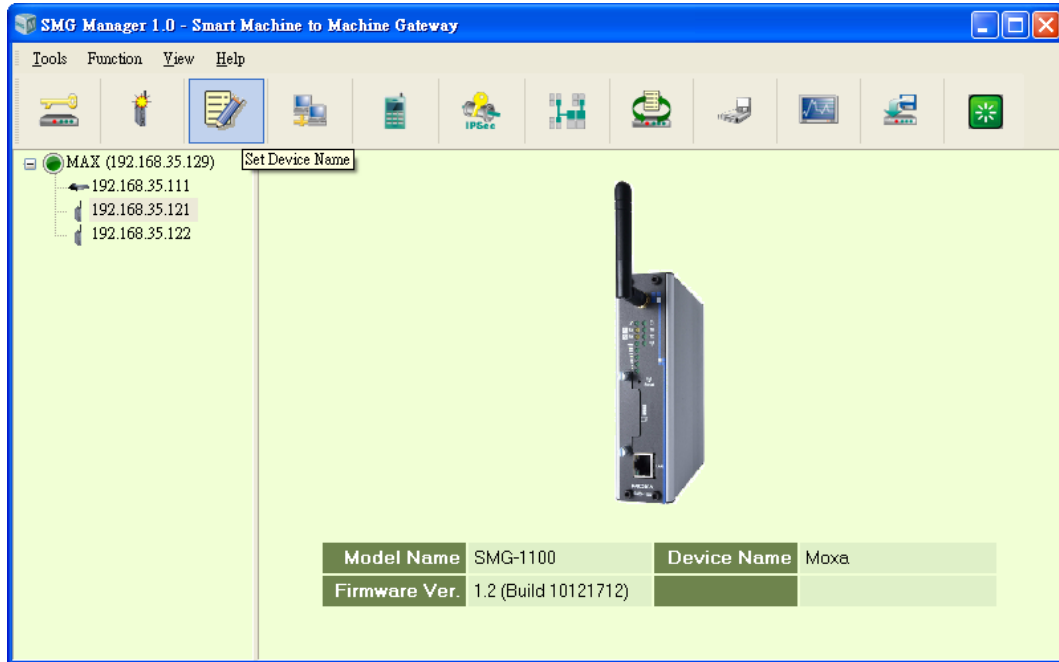 SMG Manager 1.0 - Smart Machine to Machine Gateway
Tools Function View Help
IPSec
Set Device Name
MAX (192.168.35.129)
192.168.35.111
192.168.35.121
192.168.35.122
MOXA
Model Name SMG-1100 Device Name Moxa
Firmware Ver. 1.2 (Build 10121712)